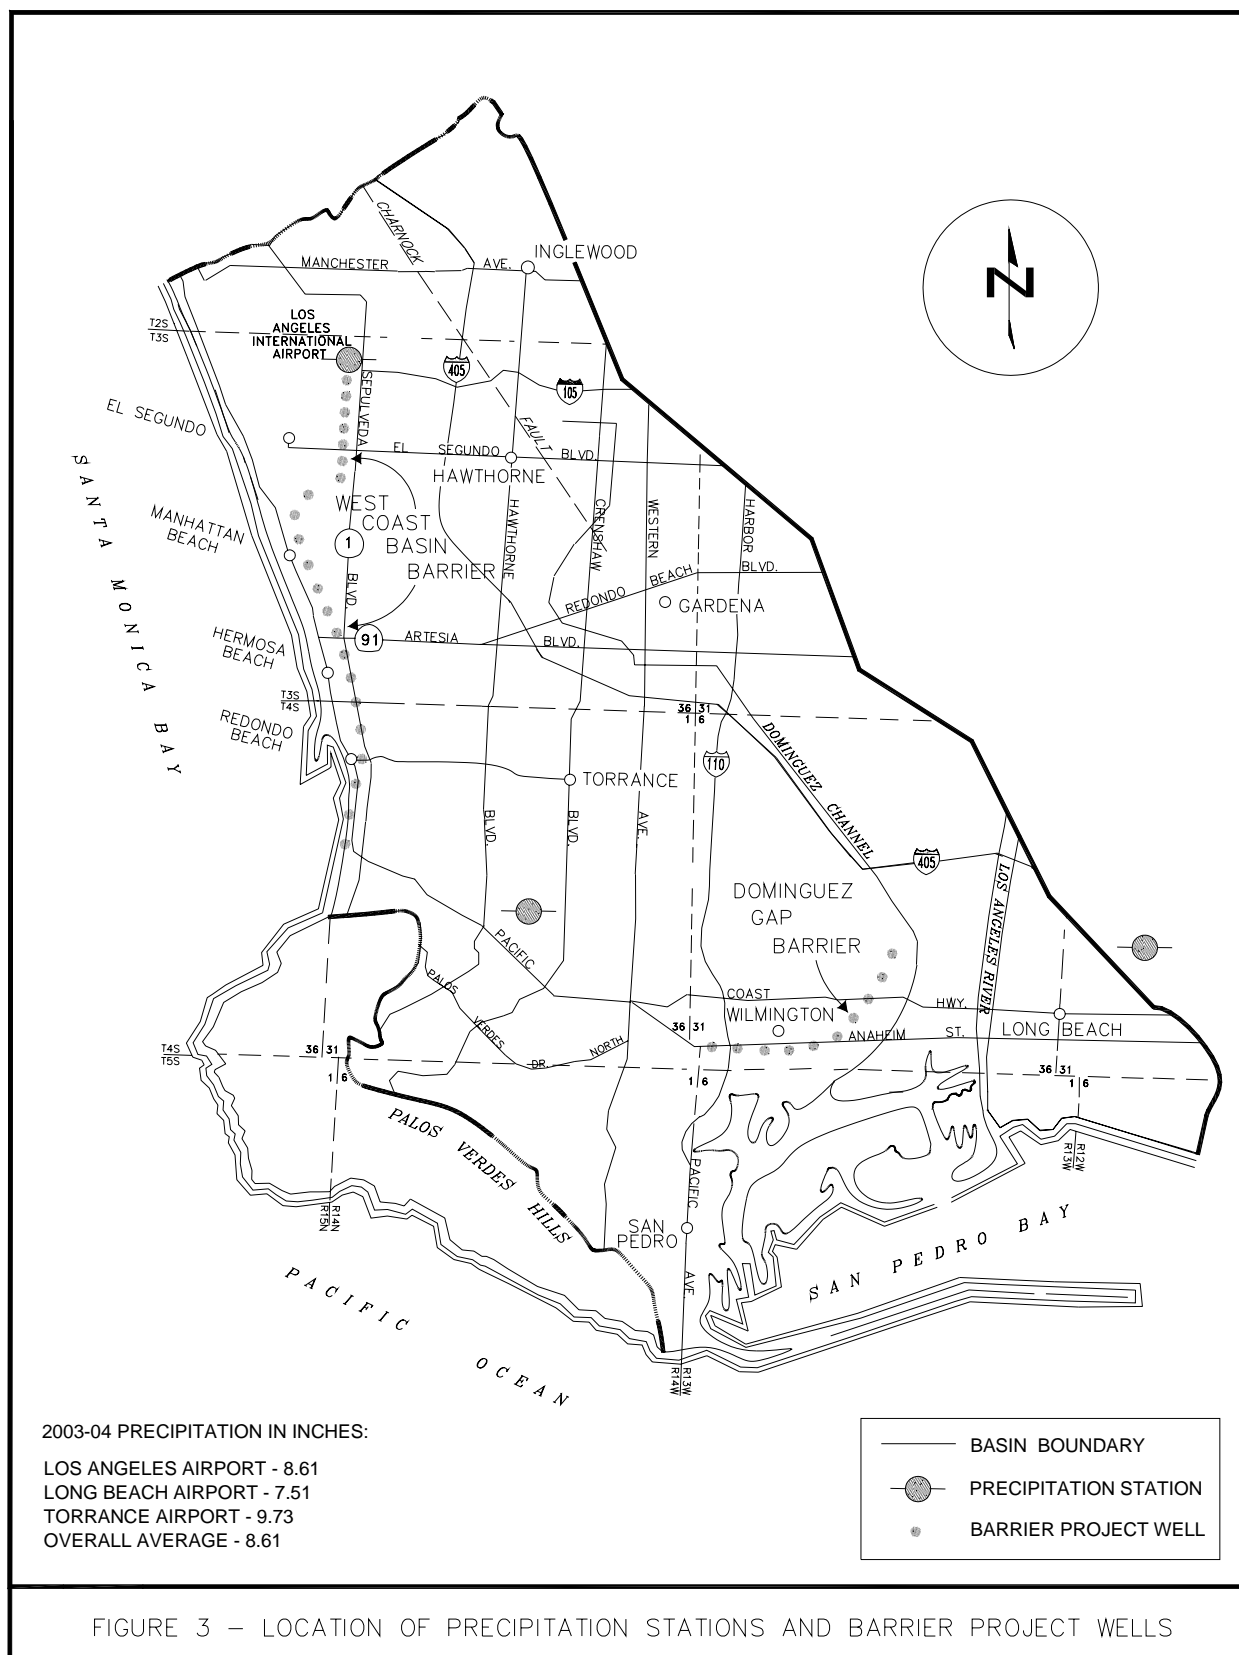 INGLEWOOD
MANCHESTER AVE.
CHARNOCK
FAULT
LOS
ANGELES
INTERNATIONAL
AIRPORT
T2S
T3S
405
105
SEPULVEDA
BLVD.
EL SEGUNDO
EL SEGUNDO BLVD.
HAWTHORNE
WEST
COAST
BASIN
BARRIER
1
HAWTHORNE
BLVD.
CRENSHAW
BLVD.
WESTERN
AVE.
HARBOR
MANHATTAN
BEACH
SANTA MONICA BAY
REDONDO BEACH BLVD.
GARDENA
HERMOSA
BEACH
91
ARTESIA BLVD.
T3S
T4S
36 31
1 6
REDONDO
BEACH
TORRANCE
110
DOMINGUEZ CHANNEL
405
LOS ANGELES RIVER
DOMINGUEZ
GAP
BARRIER
PACIFIC COAST HWY.
PALOS VERDES DR. NORTH
WILMINGTON
ANAHEIM ST.
LONG BEACH
T4S
T5S
36 31
1 6
36 31
1 6
36 31
1 6
PALOS VERDES HILLS
R14N
R15N
R12W
R13W
PACIFIC AVE.
SAN
PEDRO
SAN PEDRO BAY
PACIFIC OCEAN
R13W
R14W
N
2003-04 PRECIPITATION IN INCHES:
LOS ANGELES AIRPORT - 8.61
LONG BEACH AIRPORT - 7.51
TORRANCE AIRPORT - 9.73
OVERALL AVERAGE - 8.61
BASIN BOUNDARY
PRECIPITATION STATION
BARRIER PROJECT WELL
FIGURE 3 – LOCATION OF PRECIPITATION STATIONS AND BARRIER PROJECT WELLS